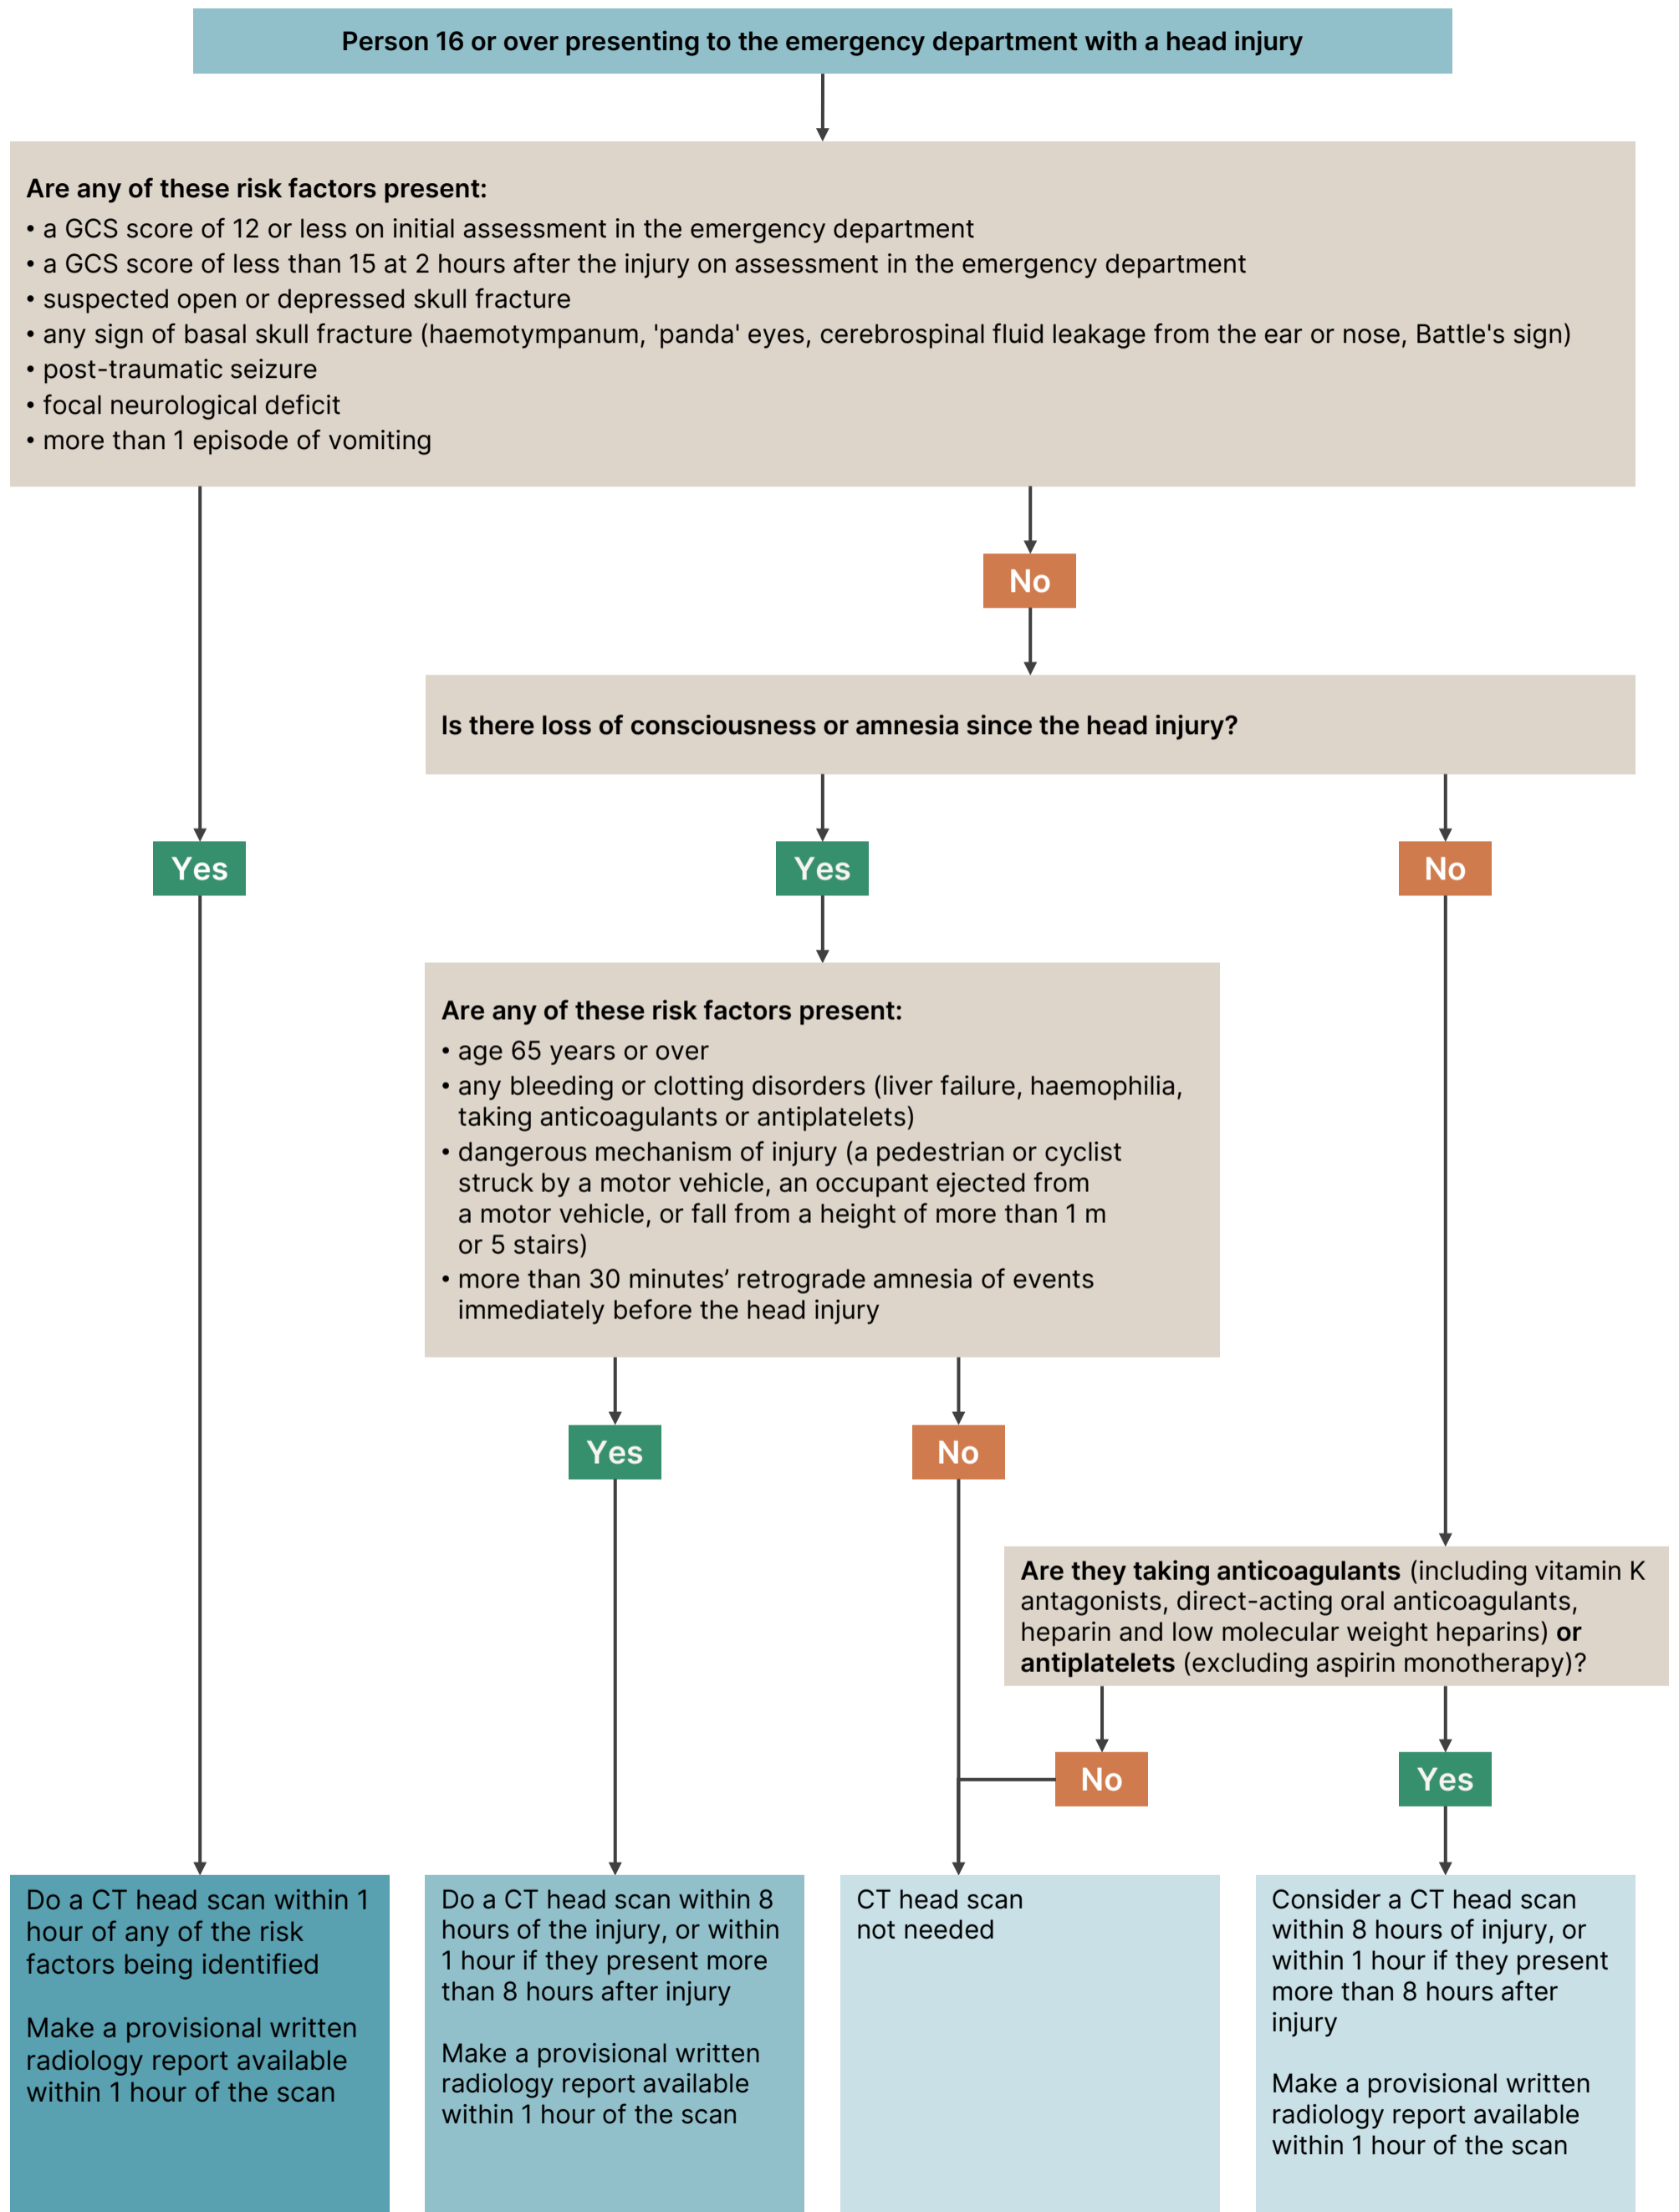 Person 16 or over presenting to the emergency department with a head injury
Are any of these risk factors present:
• a GCS score of 12 or less on initial assessment in the emergency department
• a GCS score of less than 15 at 2 hours after the injury on assessment in the emergency department
• suspected open or depressed skull fracture
• any sign of basal skull fracture (haemotympanum, 'panda' eyes, cerebrospinal fluid leakage from the ear or nose, Battle's sign)
• post-traumatic seizure
• focal neurological deficit
• more than 1 episode of vomiting
No
Is there loss of consciousness or amnesia since the head injury?
Yes
Yes
No
Are any of these risk factors present:
• age 65 years or over
• any bleeding or clotting disorders (liver failure, haemophilia,
taking anticoagulants or antiplatelets)
• dangerous mechanism of injury (a pedestrian or cyclist
struck by a motor vehicle, an occupant ejected from
a motor vehicle, or fall from a height of more than 1 m
or 5 stairs)
• more than 30 minutes’ retrograde amnesia of events
immediately before the head injury
Yes
No
Are they taking anticoagulants (including vitamin K
antagonists, direct-acting oral anticoagulants,
heparin and low molecular weight heparins) or
antiplatelets (excluding aspirin monotherapy)?
No
Yes
Do a CT head scan within 1
hour of any of the risk
factors being identified
Make a provisional written
radiology report available
within 1 hour of the scan
Do a CT head scan within 8
hours of the injury, or within
1 hour if they present more
than 8 hours after injury
Make a provisional written
radiology report available
within 1 hour of the scan
CT head scan
not needed
Consider a CT head scan
within 8 hours of injury, or
within 1 hour if they present
more than 8 hours after
injury
Make a provisional written
radiology report available
within 1 hour of the scan